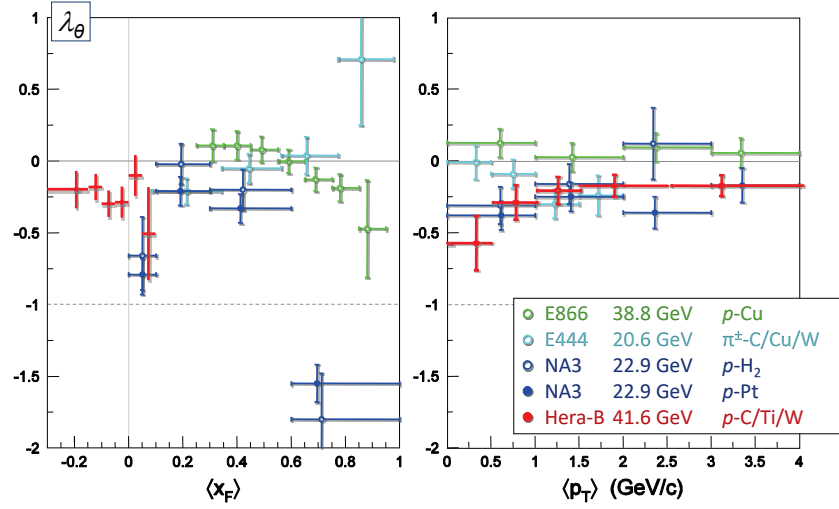 λθ
1
0.5
0
-0.5
-1
-1.5
-2
-0.2 0 0.2 0.4 0.6 0.8 1
⟨xF⟩
1
0.5
0
-0.5
-1
-1.5
-2
0 0.5 1 1.5 2 2.5 3 3.5 4
⟨pT⟩ (GeV/c)
E866 38.8 GeV p-Cu
E444 20.6 GeV π±-C/Cu/W
NA3 22.9 GeV p-H₂
NA3 22.9 GeV p-Pt
Hera-B 41.6 GeV p-C/Ti/W